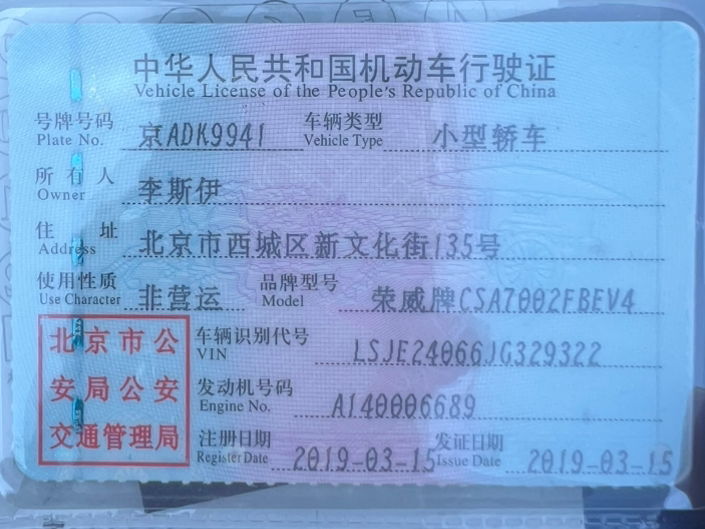 中华人民共和国机动车行驶证
Vehicle License of the People's Republic of China
号牌号码 京ADK9941 车辆类型 小型轿车
Plate No. Vehicle Type
所有人 李斯伊
Owner
住址 北京市西城区新文化街135号
Address
使用性质 非营运 品牌型号 荣威牌CSA7002FBEV4
Use Character Model
北京市公
安局公安
交通管理局
车辆识别代号 LSJE24066JG329322
VIN
发动机号码 A140006689
Engine No.
注册日期 2019-03-15 发证日期 2019-03-15
Register Date Issue Date